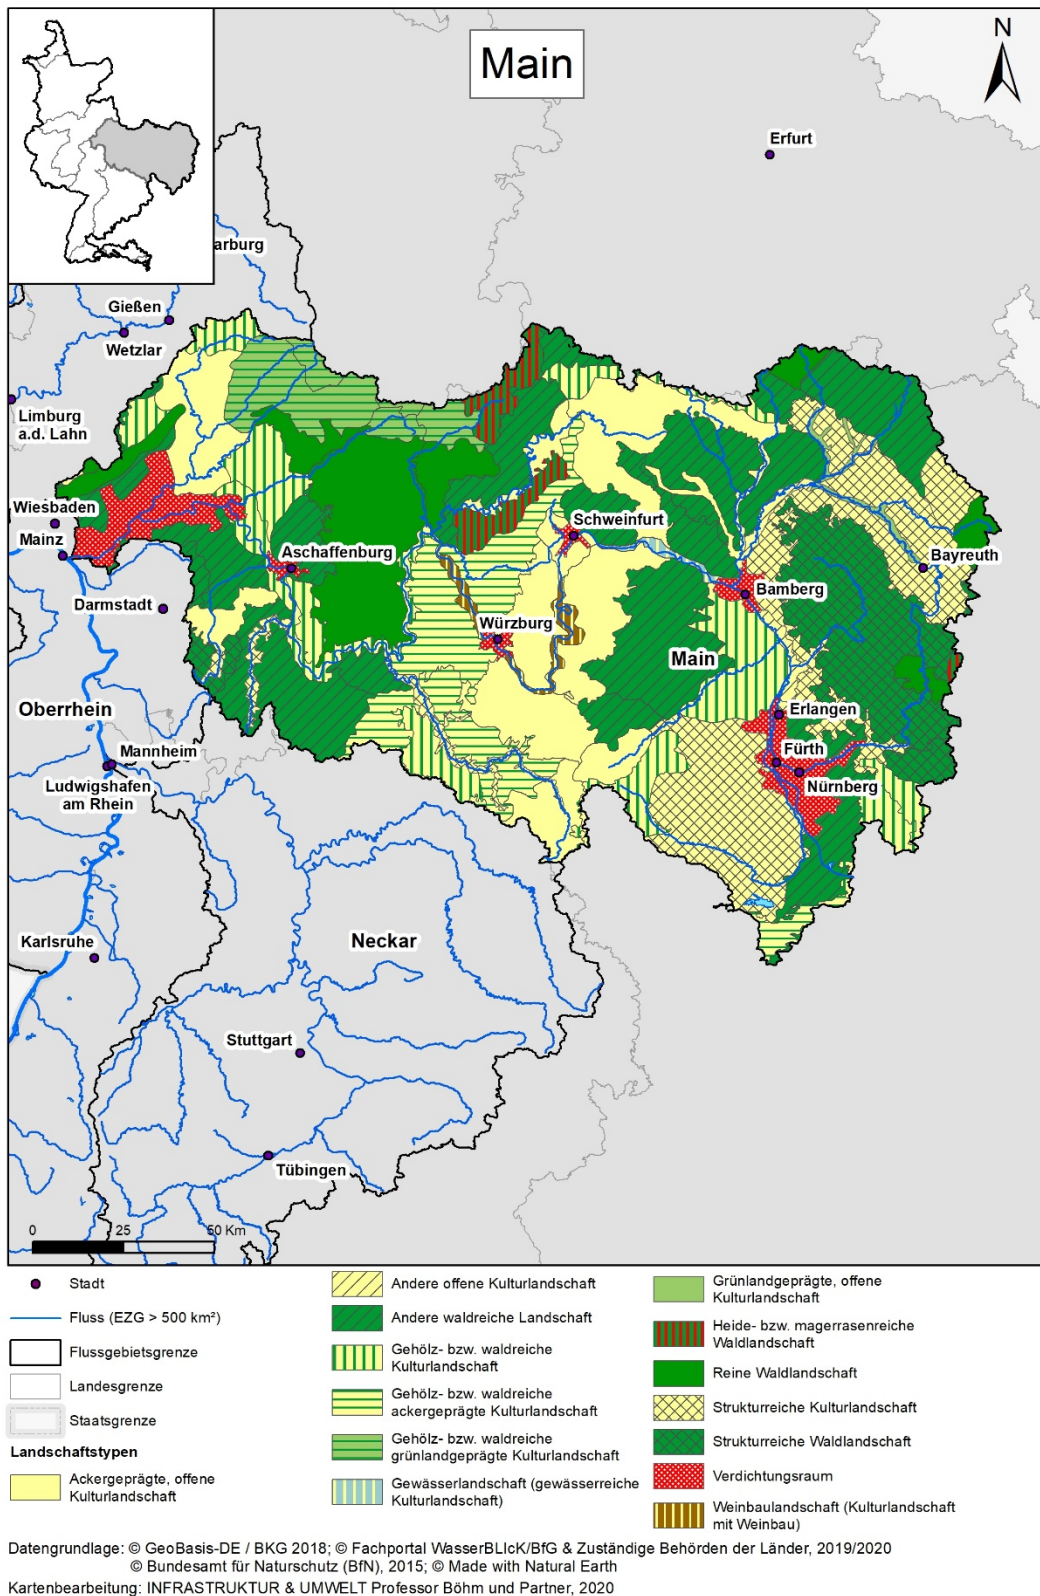 Main
N
Erfurt
arburg
Gießen
Wetzlar
Limburg
a.d. Lahn
Wiesbaden
Mainz
Schweinfurt
Aschaffenburg
Bayreuth
Darmstadt
Bamberg
Würzburg
Main
Oberrhein
Erlangen
Mannheim
Fürth
Ludwigshafen
am Rhein
Nürnberg
Karlsruhe
Neckar
Stuttgart
Tübingen
0 25 50 Km
Stadt
Fluss (EZG > 500 km²)
Flussgebietsgrenze
Landesgrenze
Staatsgrenze
Landschaftstypen
Ackergeprägte, offene
Kulturlandschaft
Andere offene Kulturlandschaft
Andere waldreiche Landschaft
Gehölz- bzw. waldreiche
Kulturlandschaft
Gehölz- bzw. waldreiche
ackergeprägte Kulturlandschaft
Gehölz- bzw. waldreiche
grünlandgeprägte Kulturlandschaft
Gewässerlandschaft (gewässerreiche
Kulturlandschaft)
Grünlandgeprägte, offene
Kulturlandschaft
Heide- bzw. magerrasenreiche
Waldlandschaft
Reine Waldlandschaft
Strukturreiche Kulturlandschaft
Strukturreiche Waldlandschaft
Verdichtungsraum
Weinbaulandschaft (Kulturlandschaft
mit Weinbau)
Datengrundlage: © GeoBasis-DE / BKG 2018; © Fachportal WasserBLIcK/BfG & Zuständige Behörden der Länder, 2019/2020
© Bundesamt für Naturschutz (BfN), 2015; © Made with Natural Earth
Kartenbearbeitung: INFRASTRUKTUR & UMWELT Professor Böhm und Partner, 2020